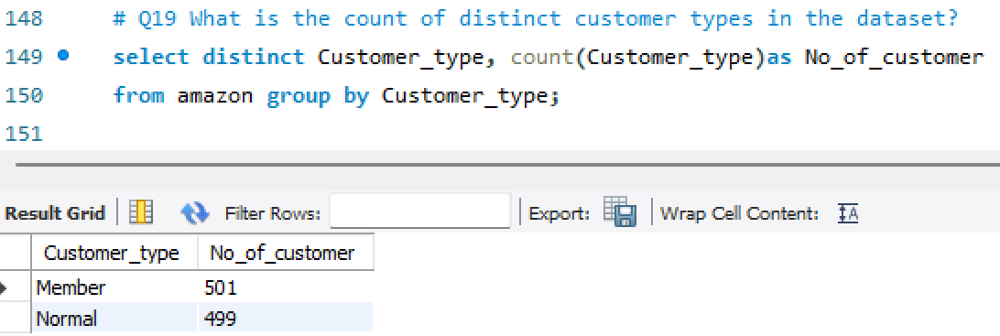 148 # Q19 What is the count of distinct customer types in the dataset?
149 select distinct Customer_type, count(Customer_type)as No_of_customer
150 from amazon group by Customer_type;
151
Result Grid Filter Rows: Export: Wrap Cell Content: IA
Customer_type No_of_customer
Member 501
Normal 499